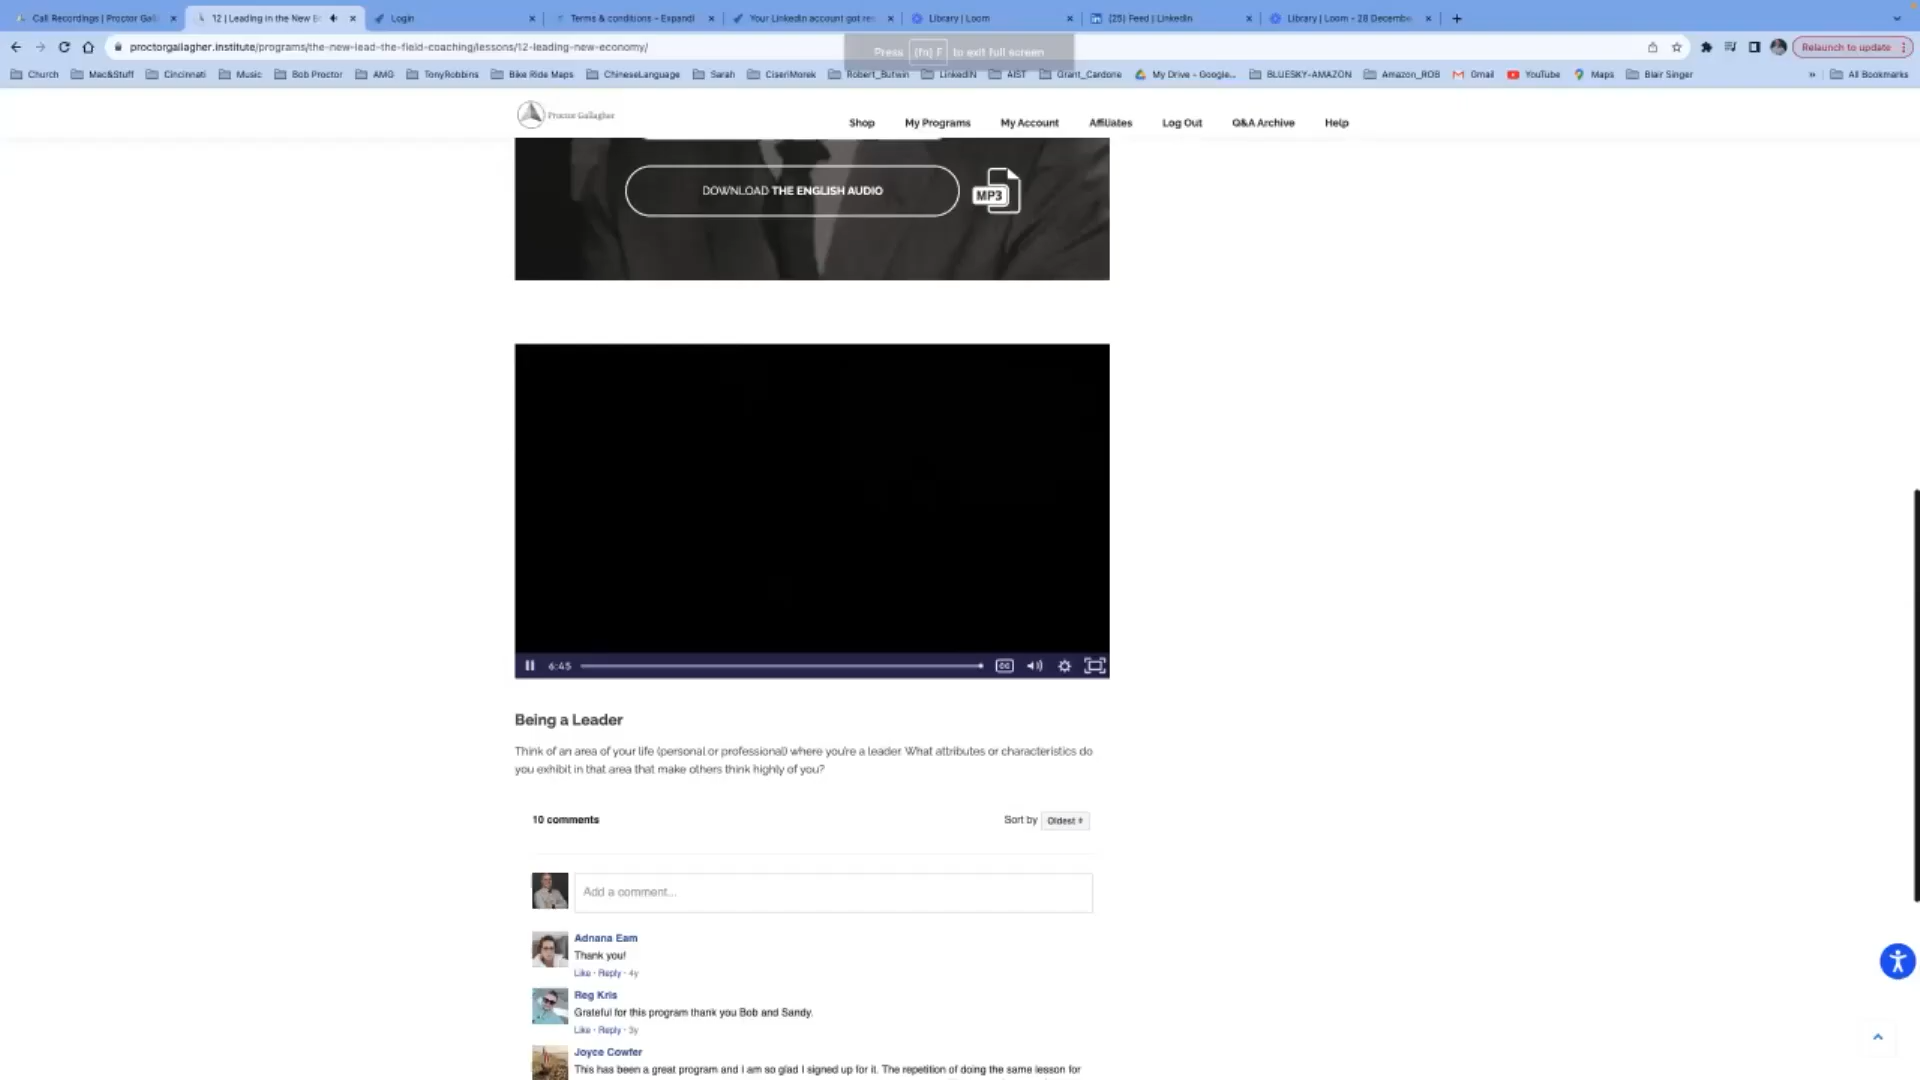 Call Recordings | Proctor Gal
12 | Leading in the New E
Login
Terms & conditions - Expandi
Your LinkedIn account got res
Library | Loom
(25) Feed | LinkedIn
Library | Loom - 28 Decembe
proctorgallagher.institute/programs/the-new-lead-the-field-coaching/lessons/12-leading-new-economy/
Press [fn] F to exit full screen
Relaunch to update
Church
Mac&Stuff
Cincinnati
Music
Bob Proctor
AMG
TonyRobbins
Bike Ride Maps
ChineseLanguage
Sarah
CiseriMorek
Robert_Butwin
LinkedIN
AIST
Grant_Cardone
My Drive - Google...
BLUESKY-AMAZON
Amazon_ROB
Gmail
YouTube
Maps
Blair Singer
»
All Bookmarks
Proctor Gallagher
Shop
My Programs
My Account
Affiliates
Log Out
Q&A Archive
Help
DOWNLOAD THE ENGLISH AUDIO
MP3
6:45
CC
Being a Leader
Think of an area of your life (personal or professional) where you're a leader. What attributes or characteristics do
you exhibit in that area that make others think highly of you?
10 comments
Sort by Oldest
Add a comment...
Adnana Eam
Thank you!
Like · Reply · 4y
Reg Kris
Grateful for this program thank you Bob and Sandy.
Like · Reply · 3y
Joyce Cowfer
This has been a great program and i am so glad I signed up for it. The repetition of doing the same lesson for